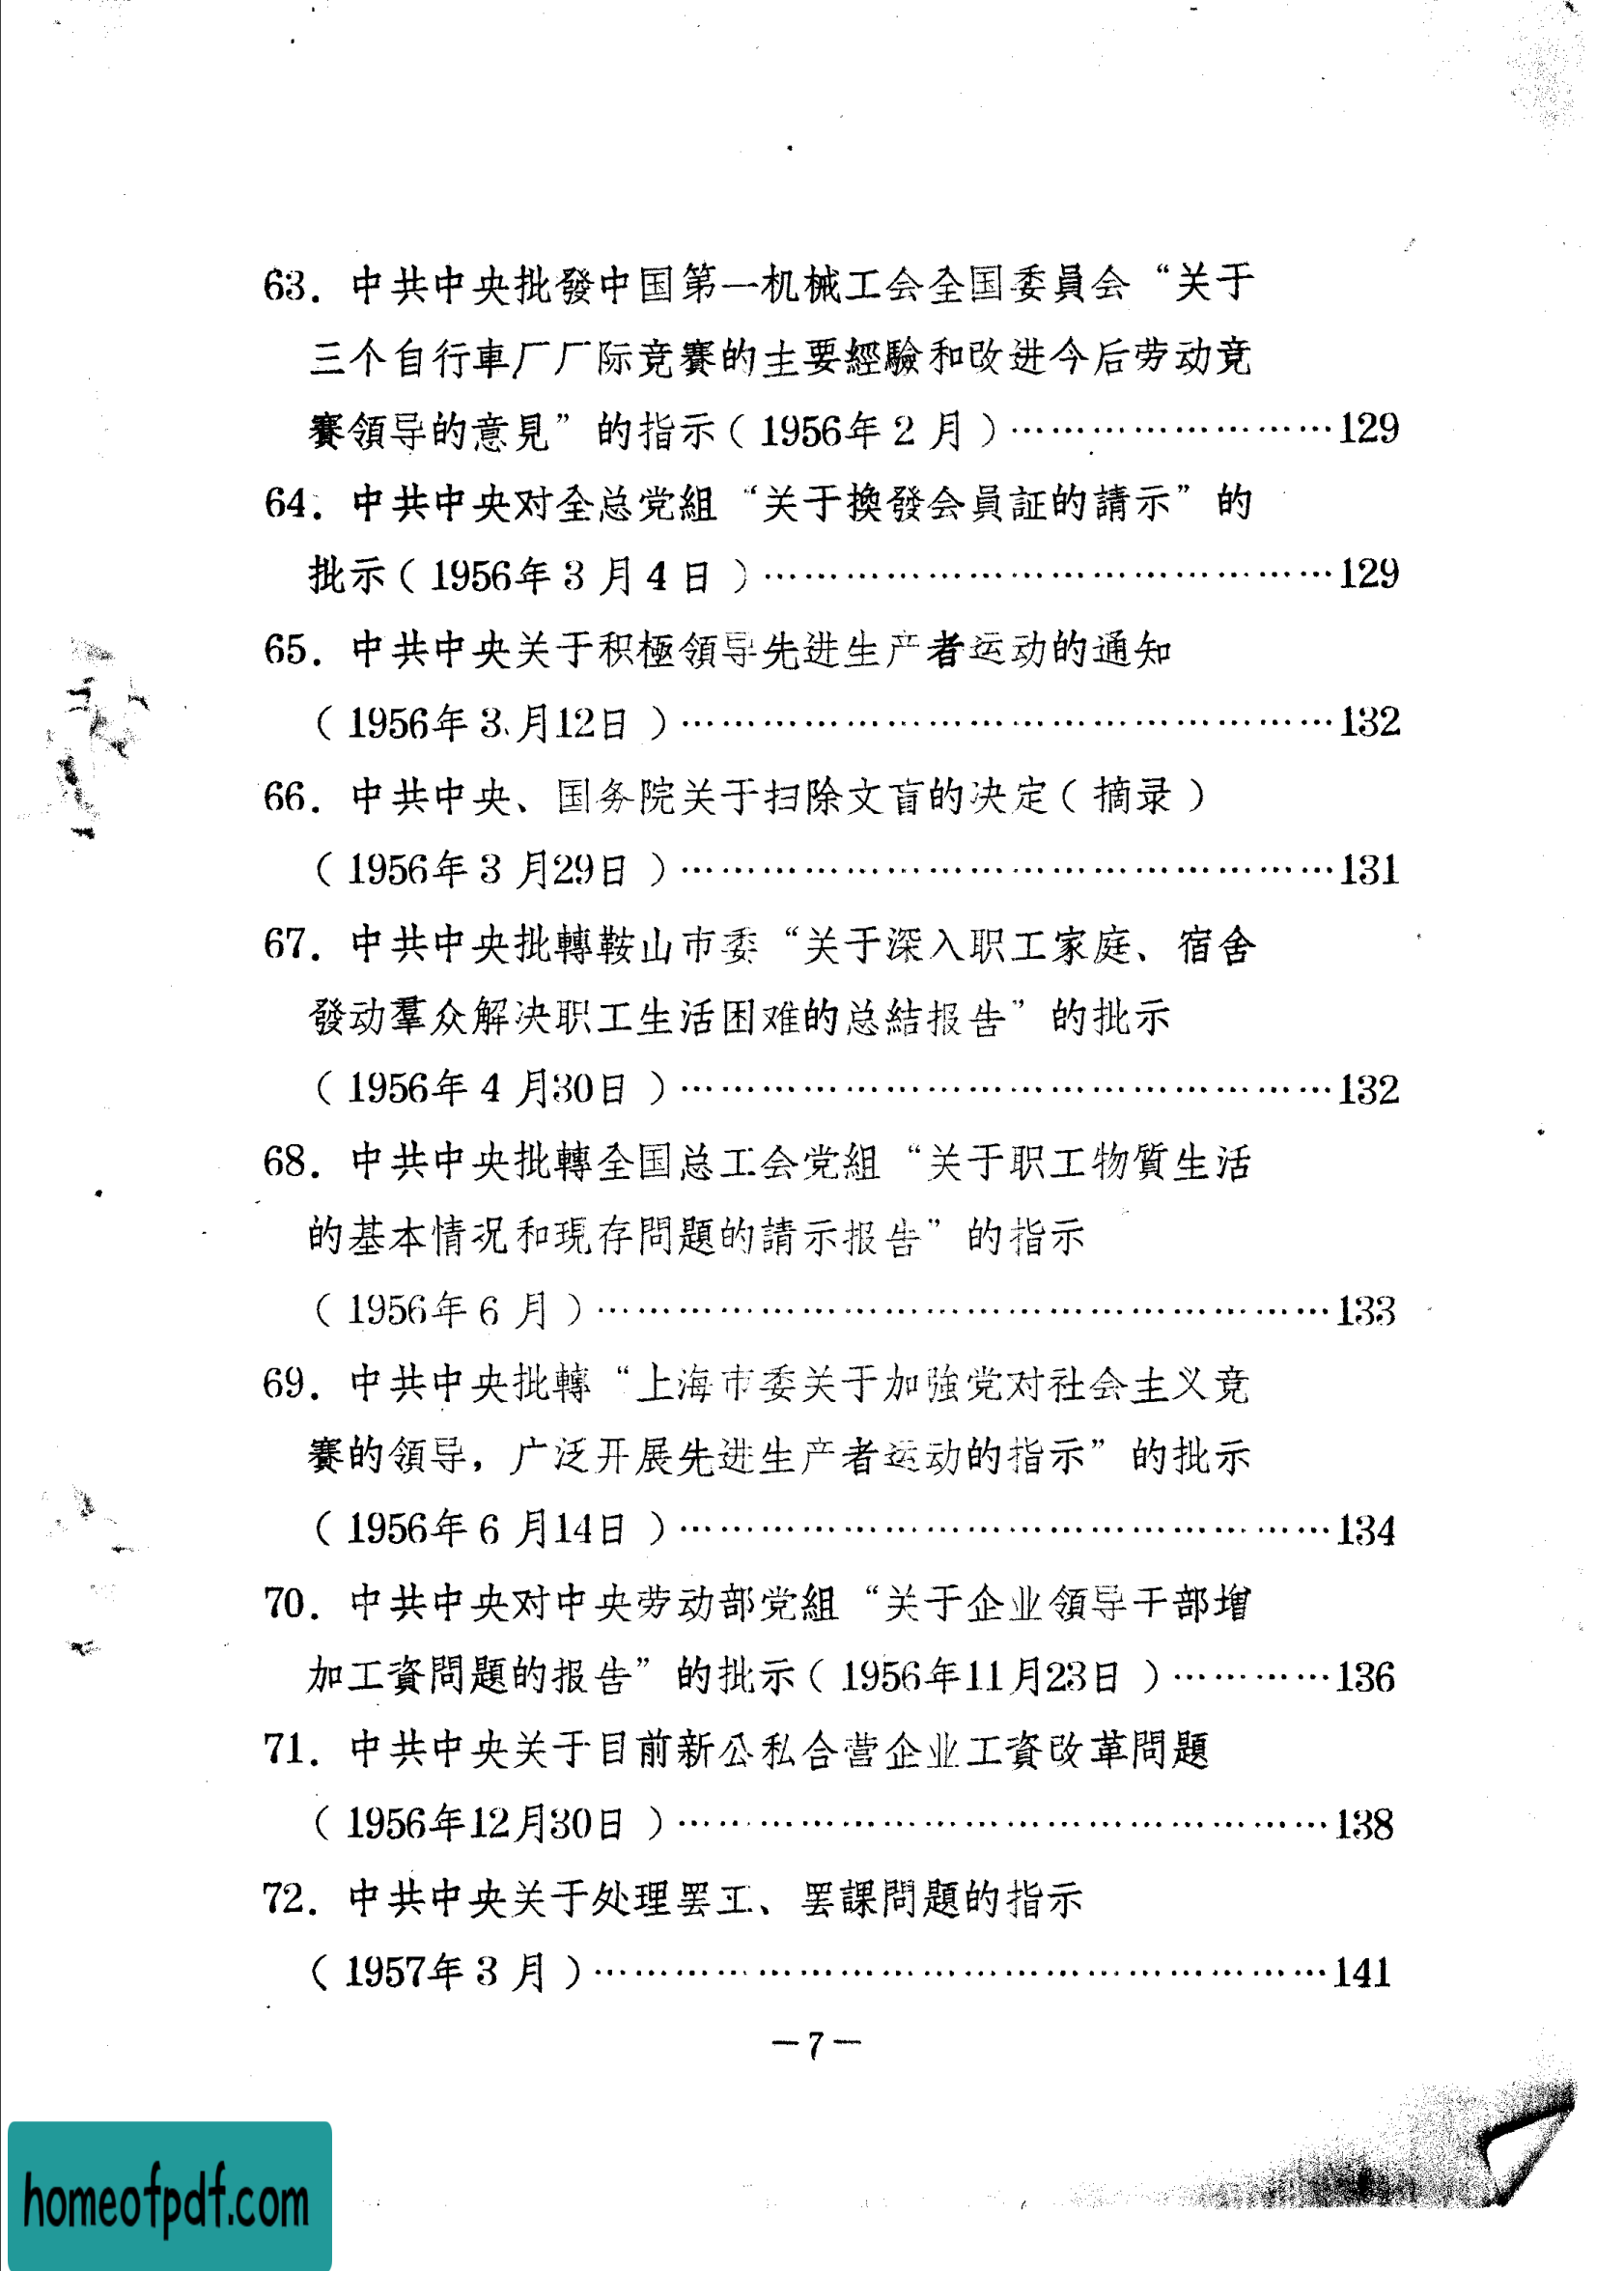 63. 中共中央批發中国第一机械工会全国委員会“关于
三个自行車厂厂际竞賽的主要經驗和改进今后劳动竞
賽領导的意見”的指示（1956年2月）……………………129
64. 中共中央对全总党組“关于換發会員証的請示”的
批示（1956年3月4日）……………………………………129
65. 中共中央关于积極領导先进生产者运动的通知
（1956年3月12日）…………………………………………132
66. 中共中央、国务院关于扫除文盲的决定（摘录）
（1956年3月29日）…………………………………………131
67. 中共中央批轉鞍山市委“关于深入职工家庭、宿舍
發动羣众解决职工生活困难的总結报告”的批示
（1956年4月30日）…………………………………………132
68. 中共中央批轉全国总工会党組“关于职工物質生活
的基本情况和現存問題的請示报告”的指示
（1956年6月）………………………………………………133
69. 中共中央批轉“上海市委关于加強党对社会主义竞
賽的領导，广泛开展先进生产者运动的指示”的批示
（1956年6月14日）…………………………………………134
70. 中共中央对中央劳动部党組“关于企业領导干部增
加工資問題的报告”的批示（1956年11月23日）…………136
71. 中共中央关于目前新公私合营企业工資改革問題
（1956年12月30日）…………………………………………138
72. 中共中央关于处理罢工、罢課問題的指示
（1957年3月）………………………………………………141
—7—
homeofpdf.com